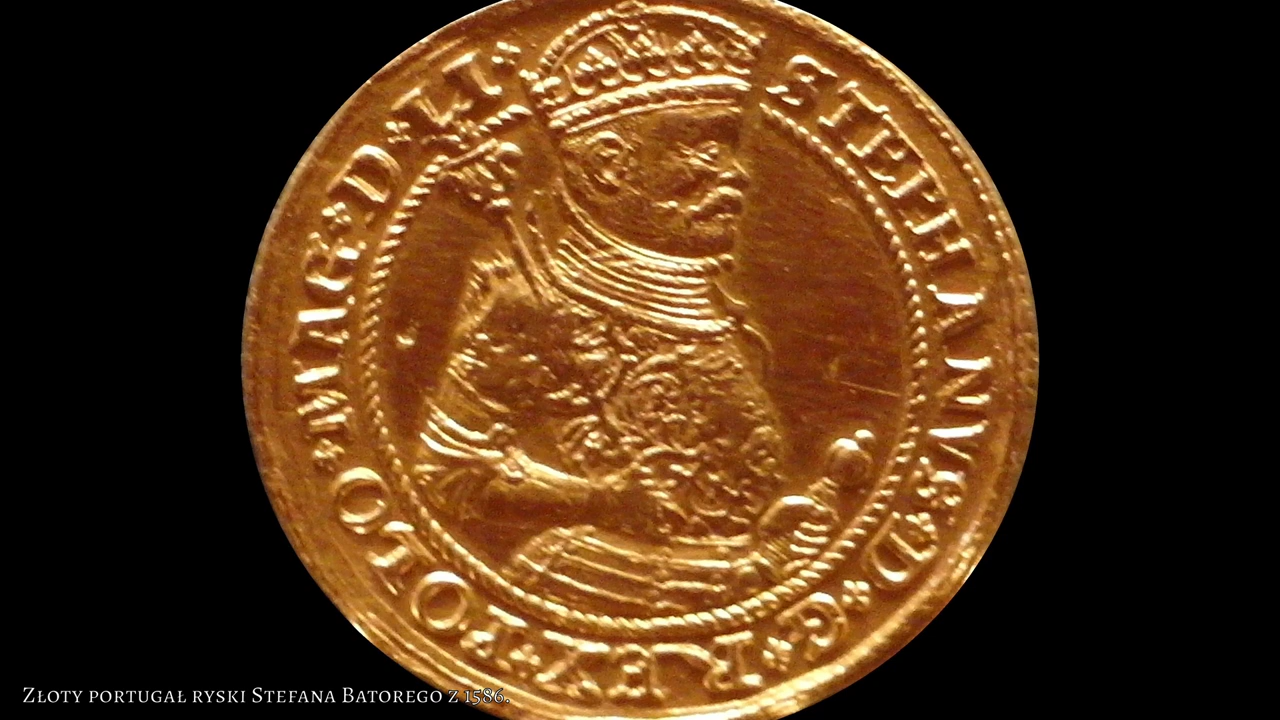 STEPHANVS·D·G·REX·POLO·MAG·D·LI·
Złoty portugał ryski Stefana Batorego z 1586.